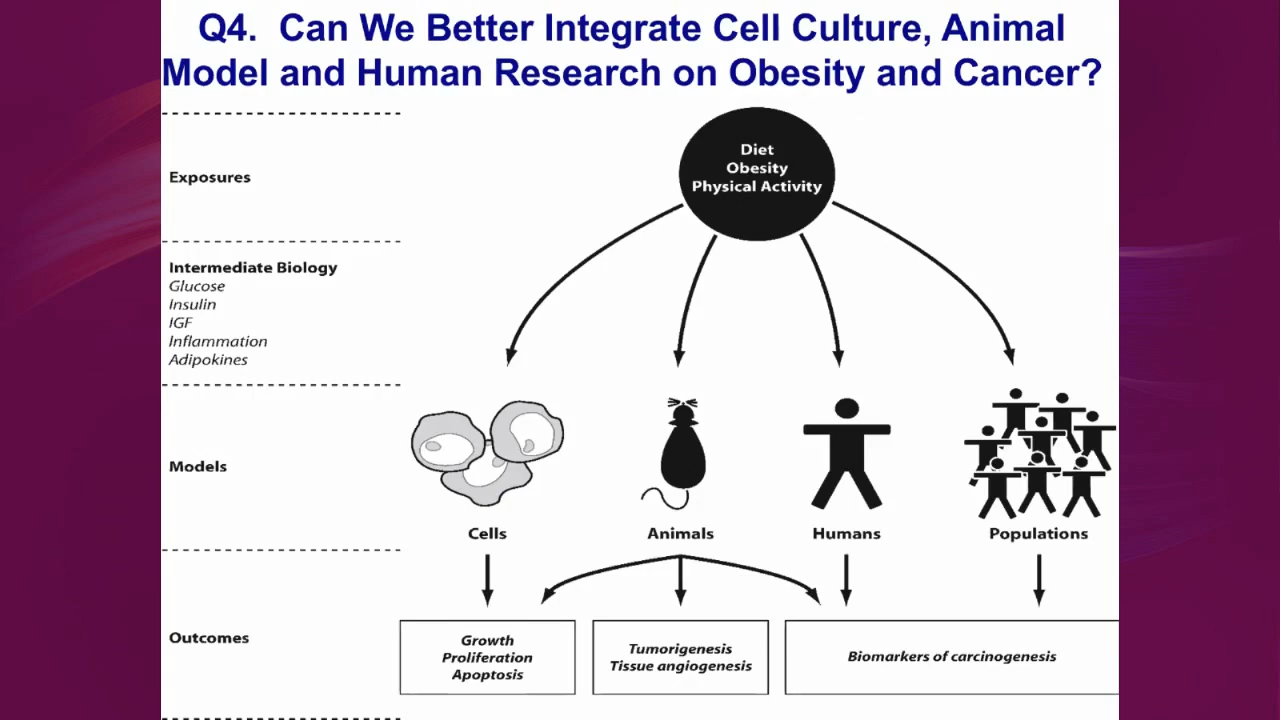 Q4. Can We Better Integrate Cell Culture, Animal
Model and Human Research on Obesity and Cancer?
Exposures
Diet
Obesity
Physical Activity
Intermediate Biology
Glucose
Insulin
IGF
Inflammation
Adipokines
Models
Cells
Animals
Humans
Populations
Outcomes
Growth
Proliferation
Apoptosis
Tumorigenesis
Tissue angiogenesis
Biomarkers of carcinogenesis